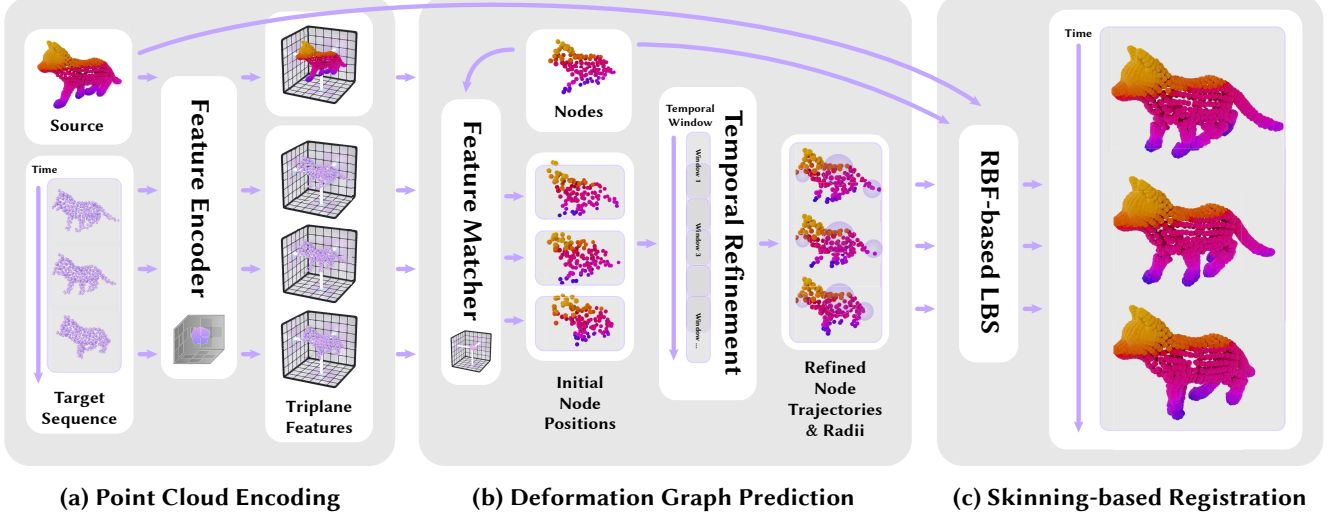 Source
Time
Target
Sequence
Feature Encoder
Triplane
Features
(a) Point Cloud Encoding
Feature Matcher
Nodes
Initial
Node
Positions
Temporal
Window
Window 1
Window 3
Window ...
Temporal Refinement
Refined
Node
Trajectories
& Radii
(b) Deformation Graph Prediction
RBF-based LBS
Time
(c) Skinning-based Registration